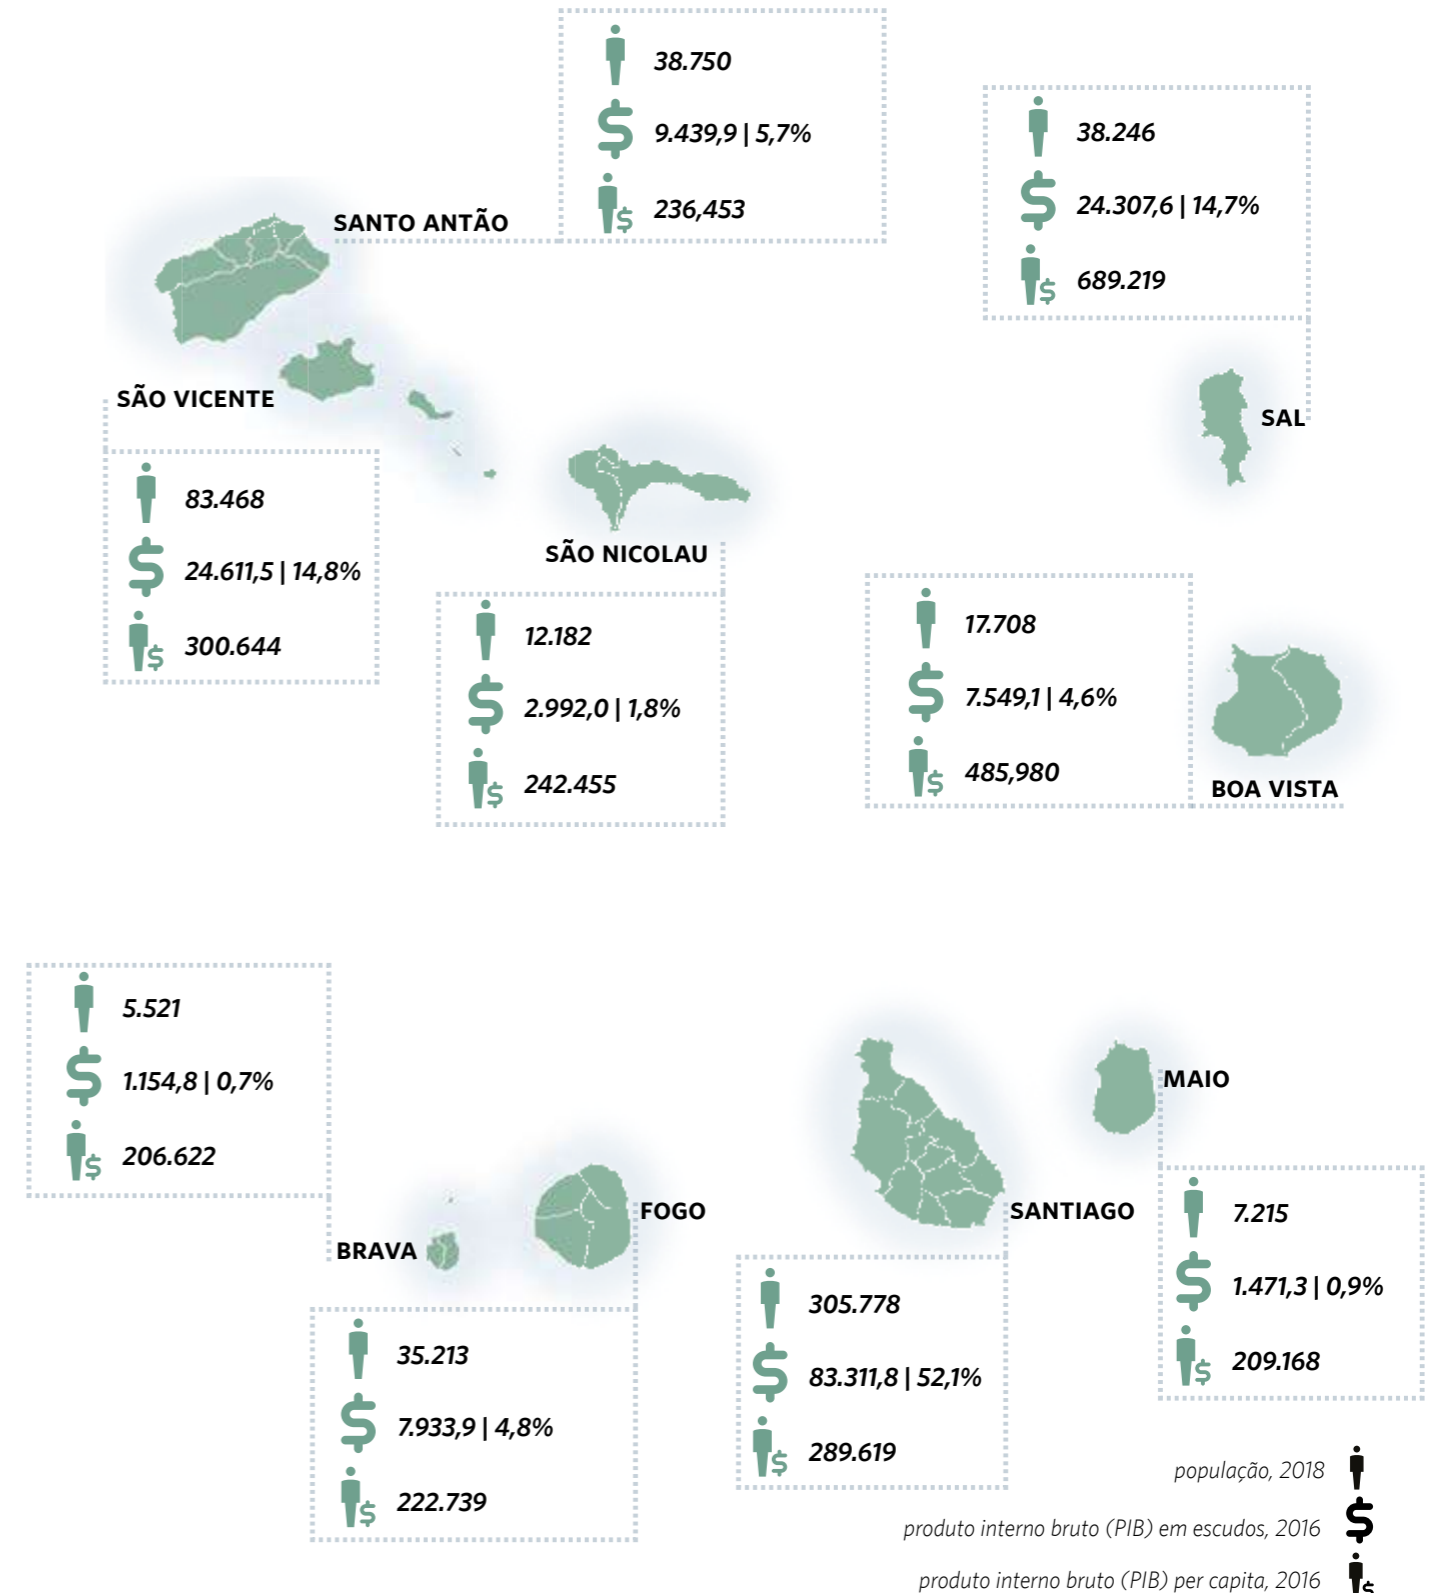 38.750
9.439,9 | 5,7%
236,453
SANTO ANTÃO
38.246
24.307,6 | 14,7%
689.219
SAL
SÃO VICENTE
83.468
24.611,5 | 14,8%
300.644
SÃO NICOLAU
12.182
2.992,0 | 1,8%
242.455
17.708
7.549,1 | 4,6%
485,980
BOA VISTA
5.521
1.154,8 | 0,7%
206.622
BRAVA
FOGO
35.213
7.933,9 | 4,8%
222.739
SANTIAGO
305.778
83.311,8 | 52,1%
289.619
MAIO
7.215
1.471,3 | 0,9%
209.168
população, 2018
produto interno bruto (PIB) em escudos, 2016
produto interno bruto (PIB) per capita, 2016